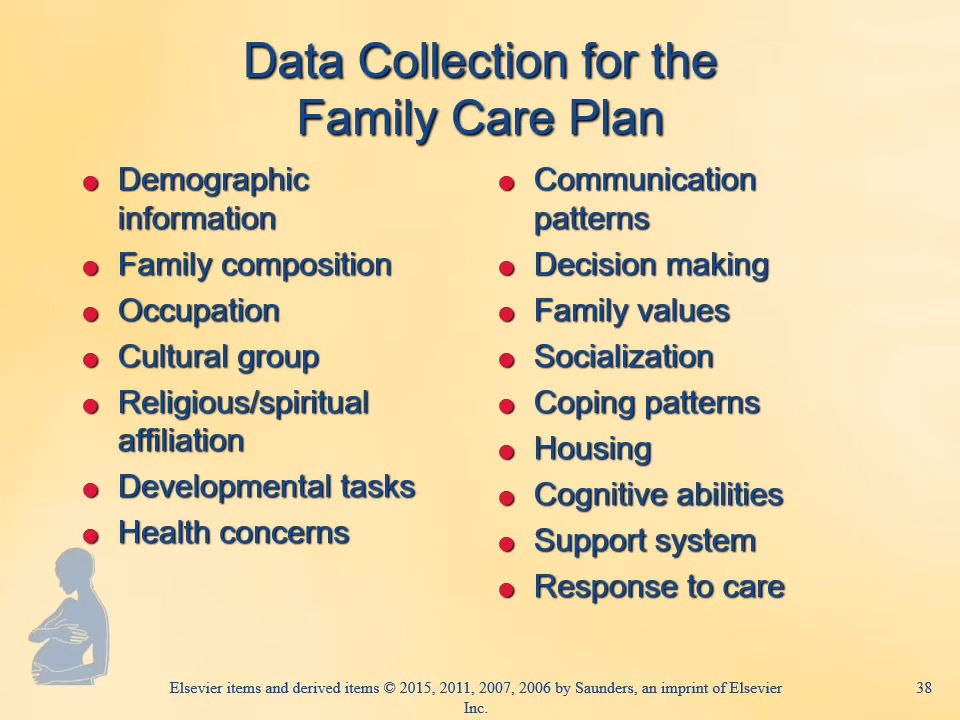 Data Collection for the
Family Care Plan
Demographic
information
Family composition
Occupation
Cultural group
Religious/spiritual
affiliation
Developmental tasks
Health concerns
Communication
patterns
Decision making
Family values
Socialization
Coping patterns
Housing
Cognitive abilities
Support system
Response to care
Elsevier items and derived items © 2015, 2011, 2007, 2006 by Saunders, an imprint of Elsevier
Inc.
38